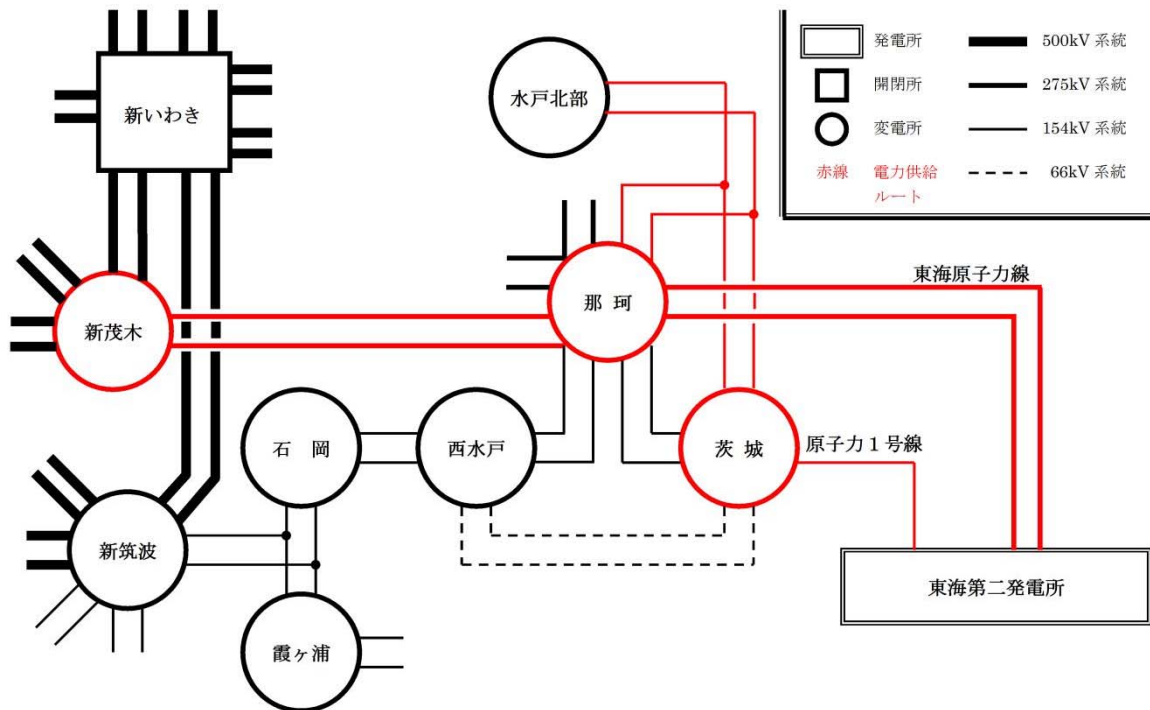 新いわき
水戸北部
発電所
500kV 系統
開閉所
275kV 系統
変電所
154kV 系統
赤線
電力供給
ルート
66kV 系統
新茂木
那珂
東海原子力線
石岡
西水戸
茨城
原子力1号線
新筑波
東海第二発電所
霞ヶ浦